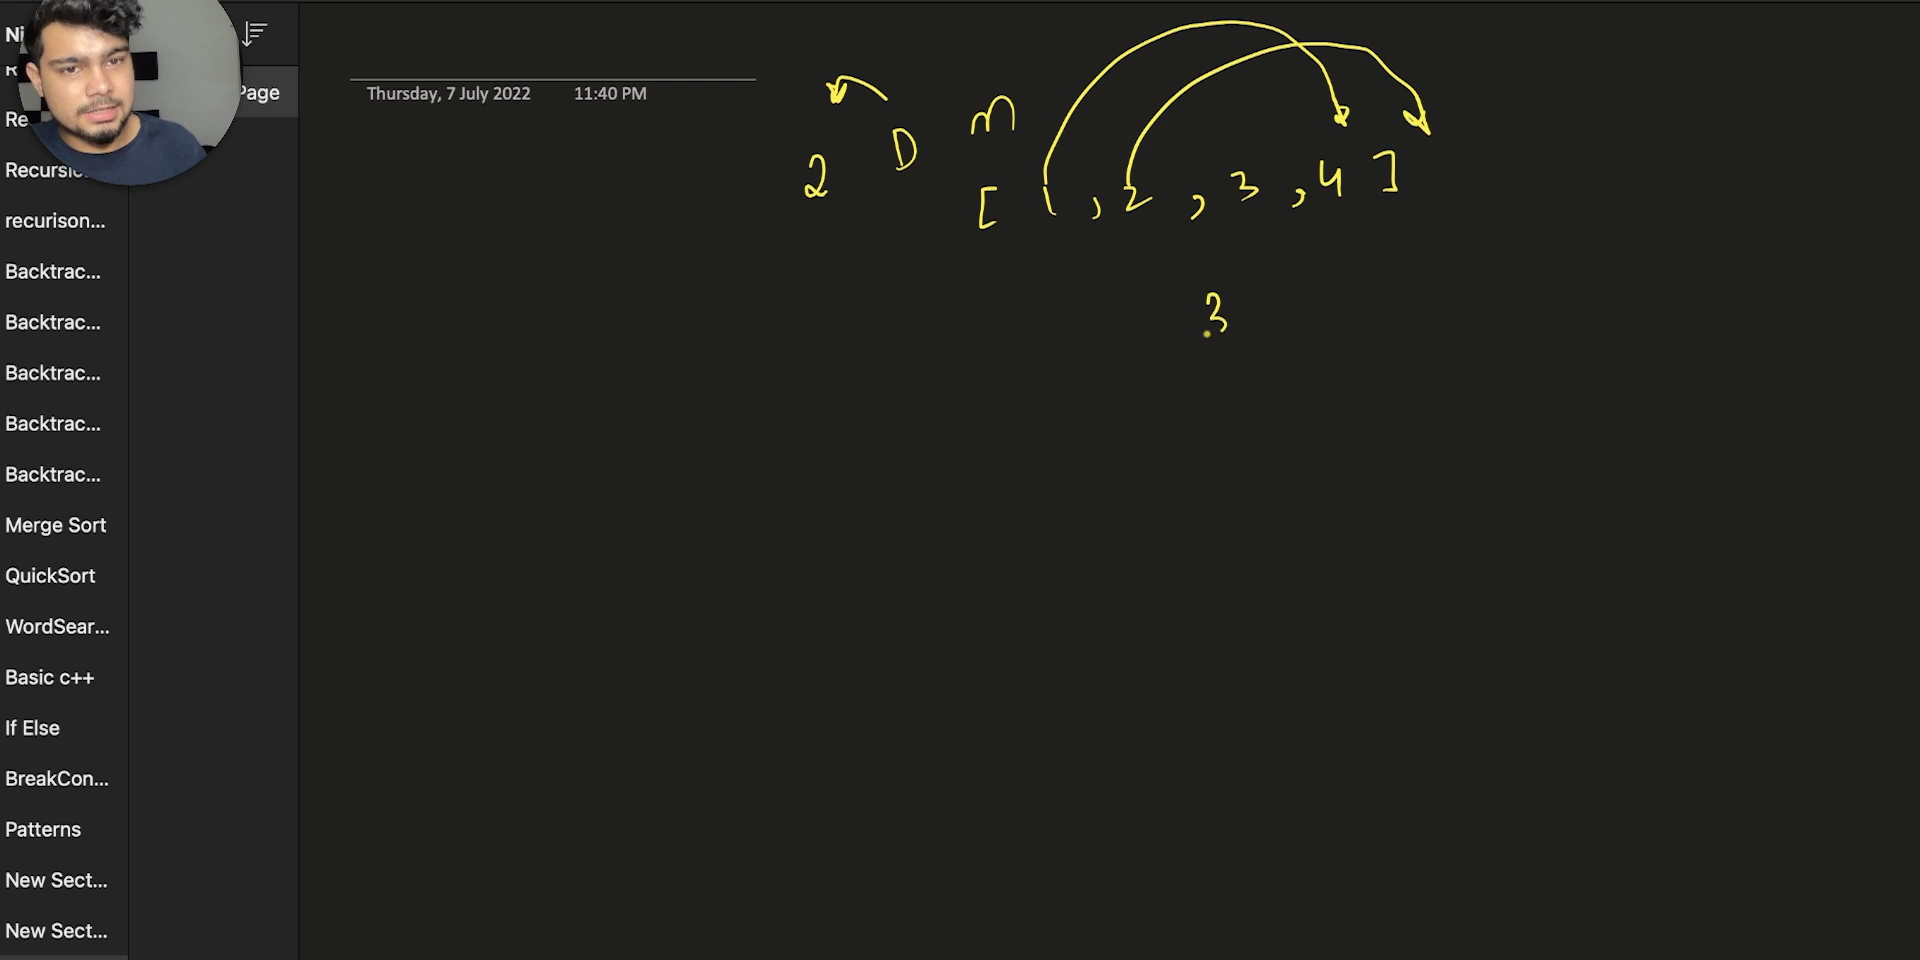 Ni
Page
Thursday, 7 July 2022 11:40 PM
R
Re
Recursio...
recurison...
Backtrac...
Backtrac...
Backtrac...
Backtrac...
Backtrac...
Merge Sort
QuickSort
WordSear...
Basic c++
If Else
BreakCon...
Patterns
New Sect...
New Sect...
D m
2 [ 1 , 2 , 3 , 4 ]
3